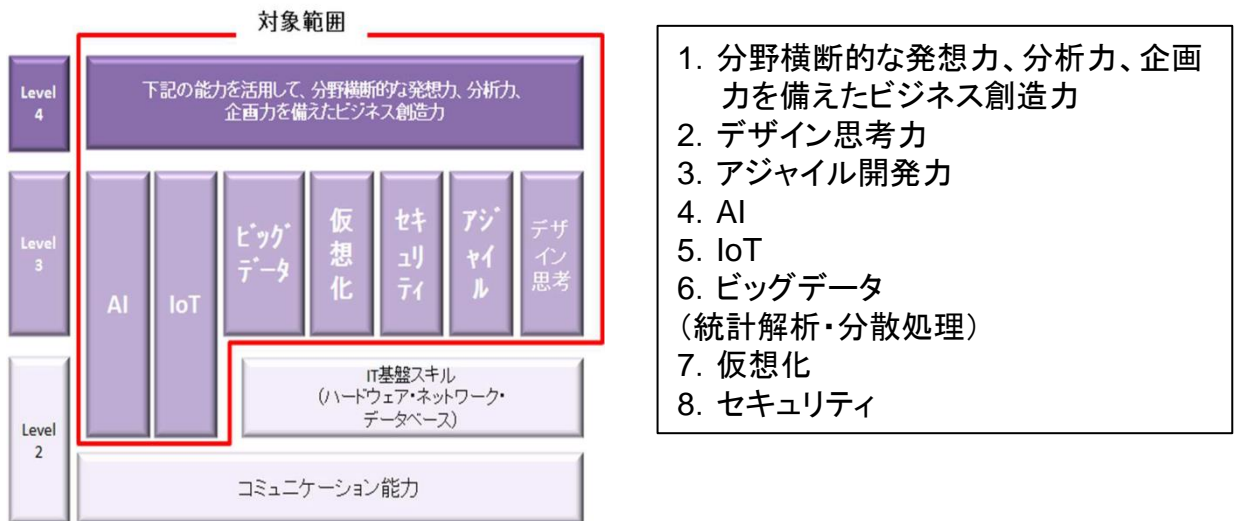 対象範囲
Level
4
下記の能力を活用して、分野横断的な発想力、分析力、
企画力を備えたビジネス創造力
Level
3
AI
IoT
ビッグ
データ
仮
想
化
セキ
ュリ
ティ
アジ
ャイ
ル
デザ
イン
思考
Level
2
IT基盤スキル
(ハードウェア・ネットワーク・
データベース)
コミュニケーション能力
1. 分野横断的な発想力、分析力、企画
力を備えたビジネス創造力
2. デザイン思考力
3. アジャイル開発力
4. AI
5. IoT
6. ビッグデータ
(統計解析・分散処理)
7. 仮想化
8. セキュリティ